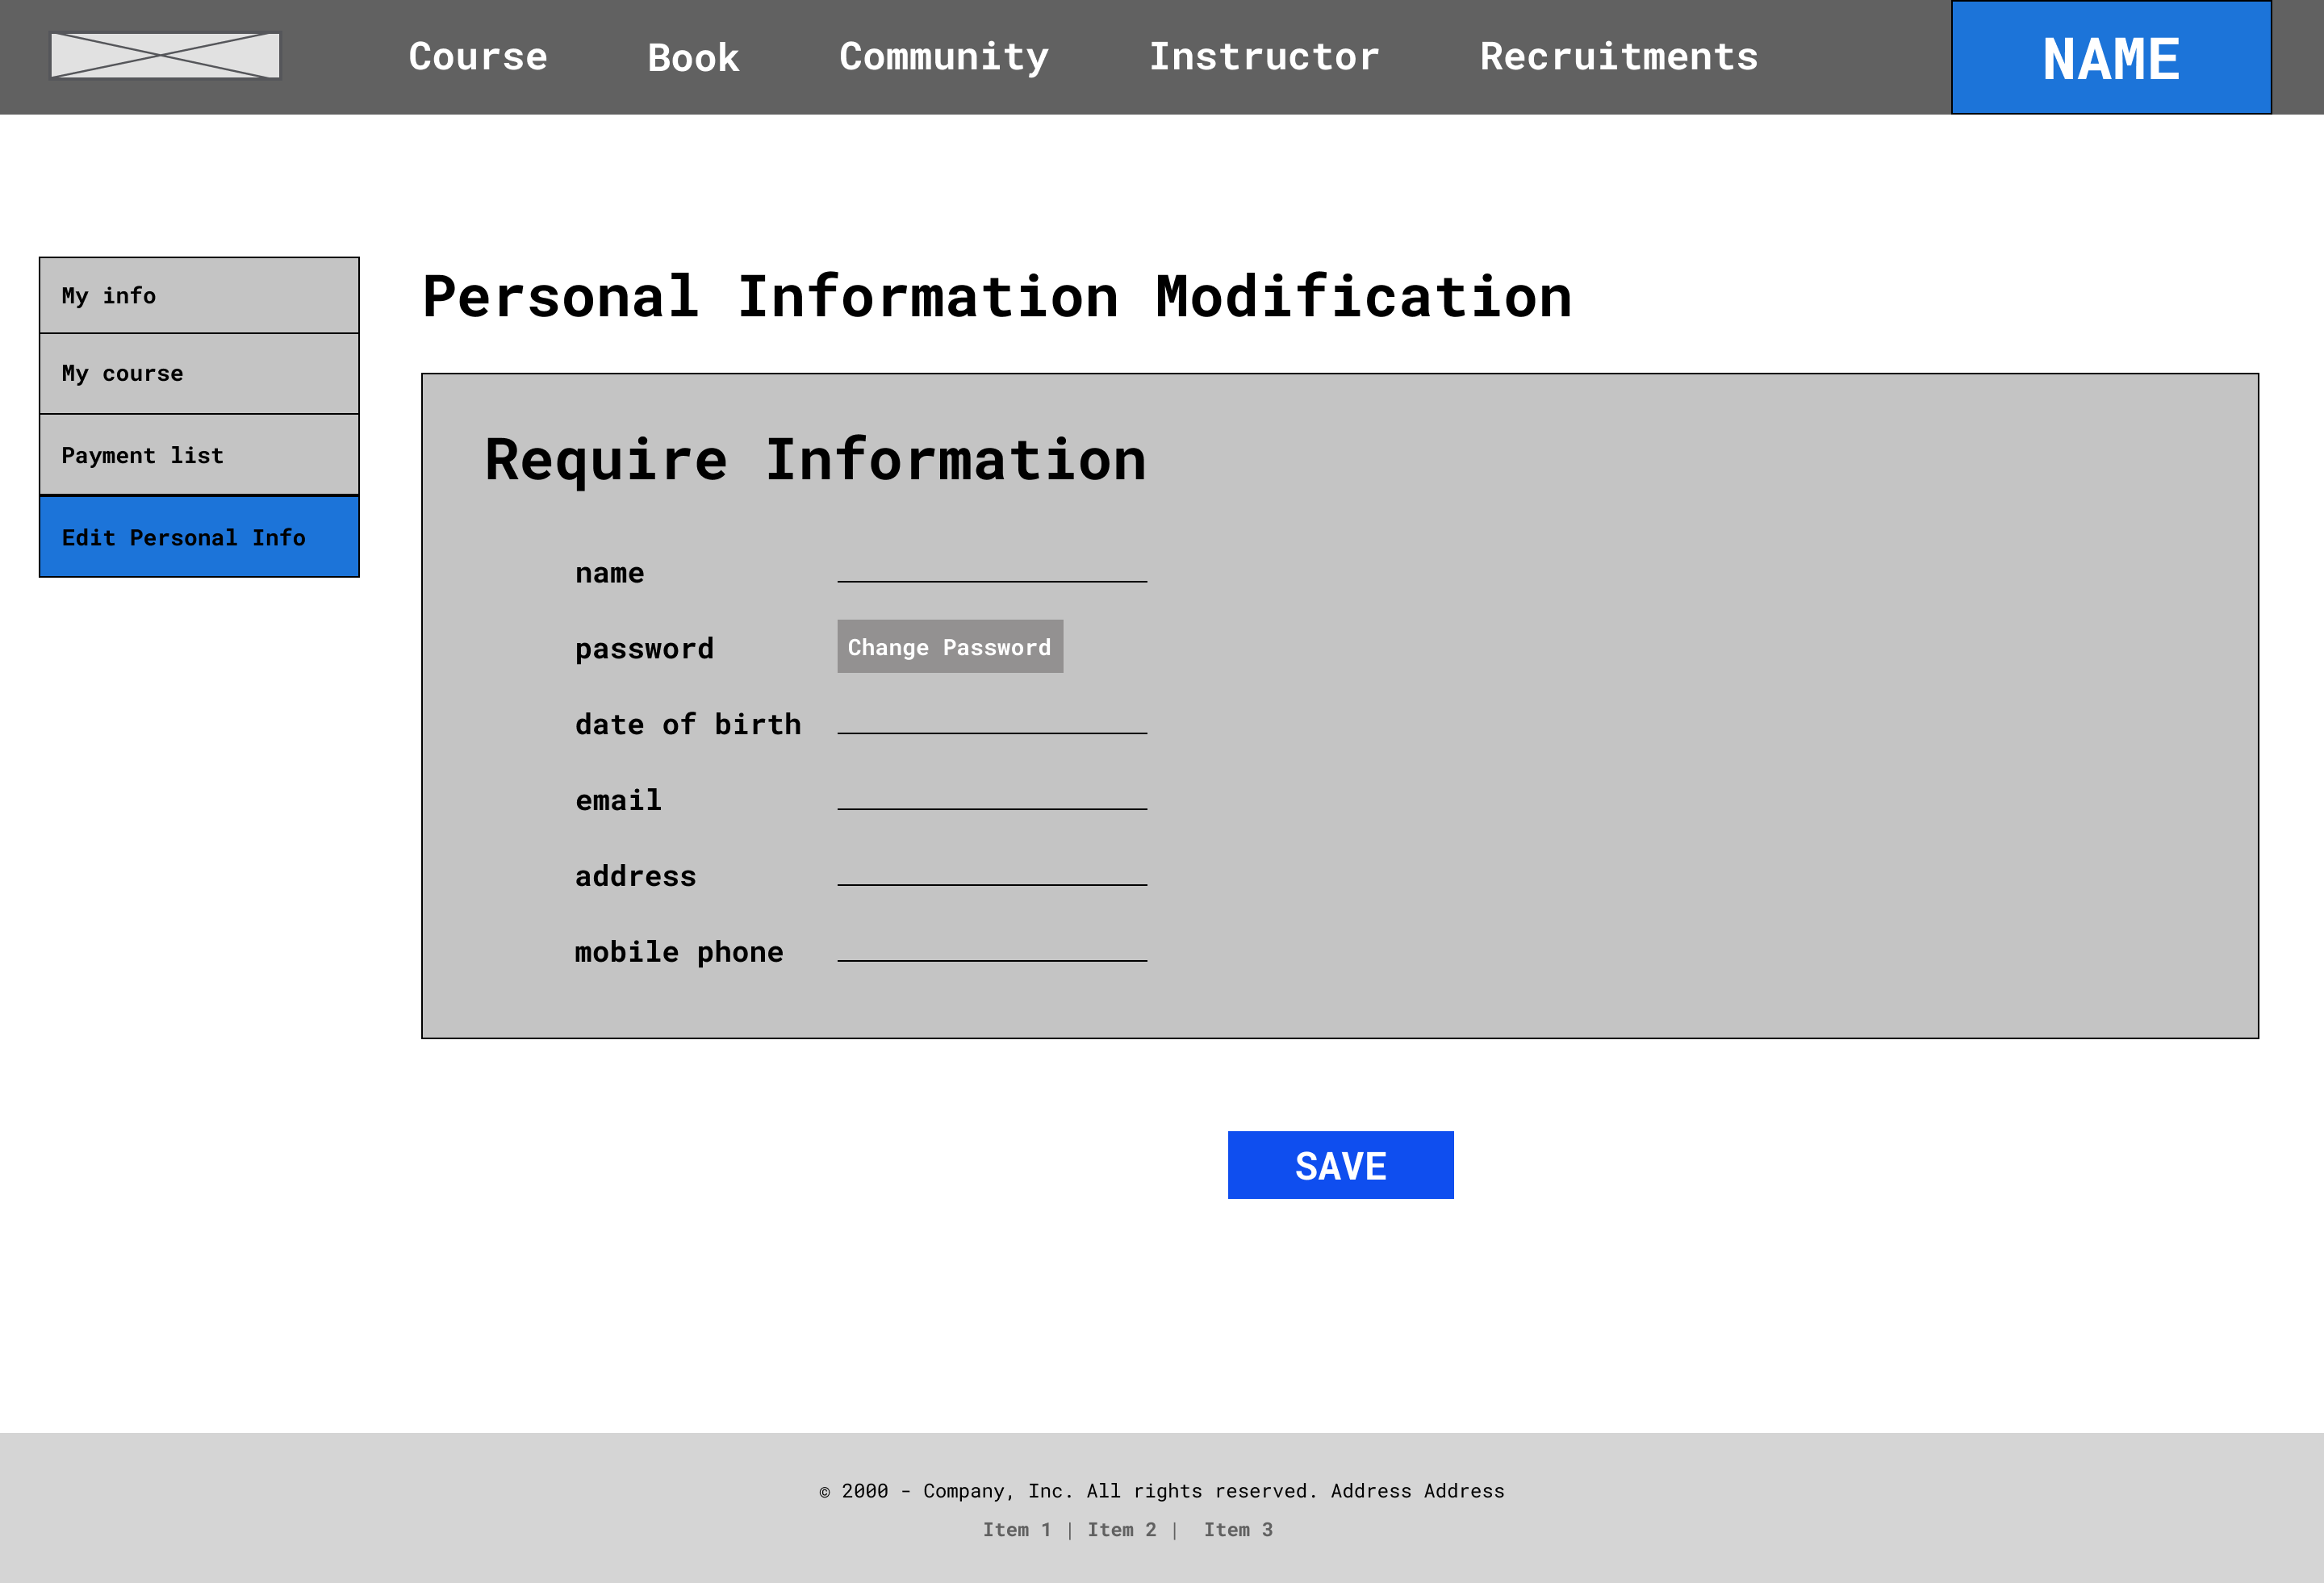 Course Book Community Instructor Recruitments NAME
My info
My course
Payment list
Edit Personal Info
Personal Information Modification
Require Information
name
password Change Password
date of birth
email
address
mobile phone
SAVE
© 2000 - Company, Inc. All rights reserved. Address Address
Item 1 | Item 2 | Item 3